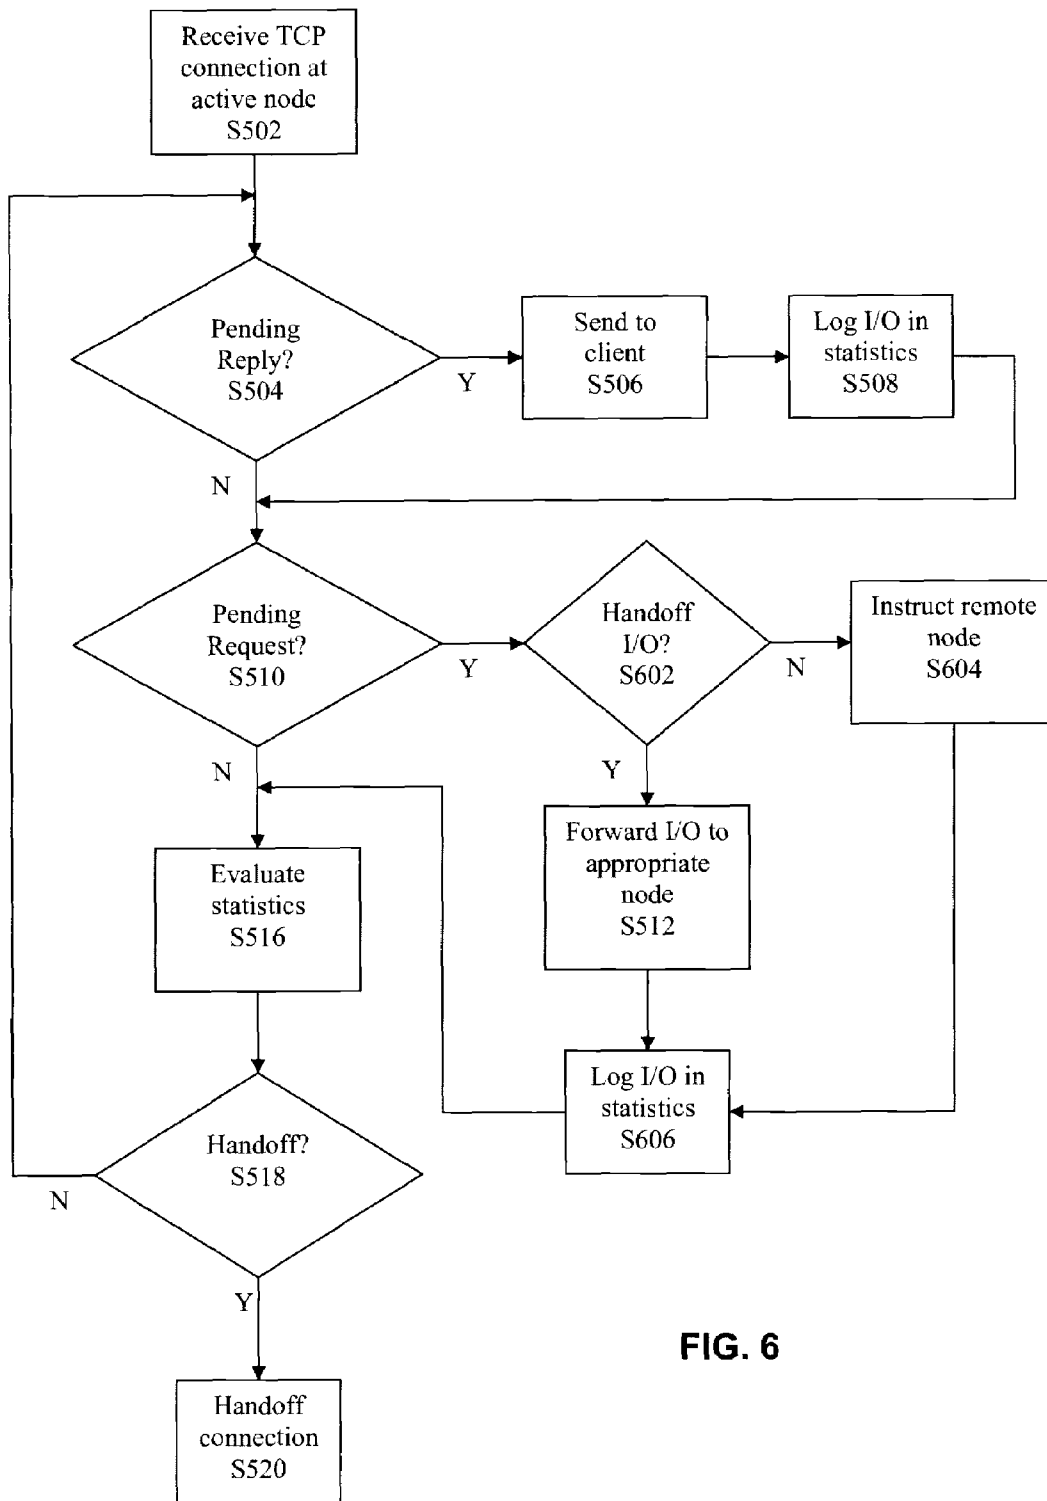 Receive TCP
connection at
active node
S502
Pending
Reply?
S504
Y
Send to
client
S506
Log I/O in
statistics
S508
N
Pending
Request?
S510
Y
Handoff
I/O?
S602
N
Instruct remote
node
S604
N
Y
Evaluate
statistics
S516
Forward I/O to
appropriate
node
S512
Log I/O in
statistics
S606
Handoff?
S518
N
Y
Handoff
connection
S520
FIG. 6